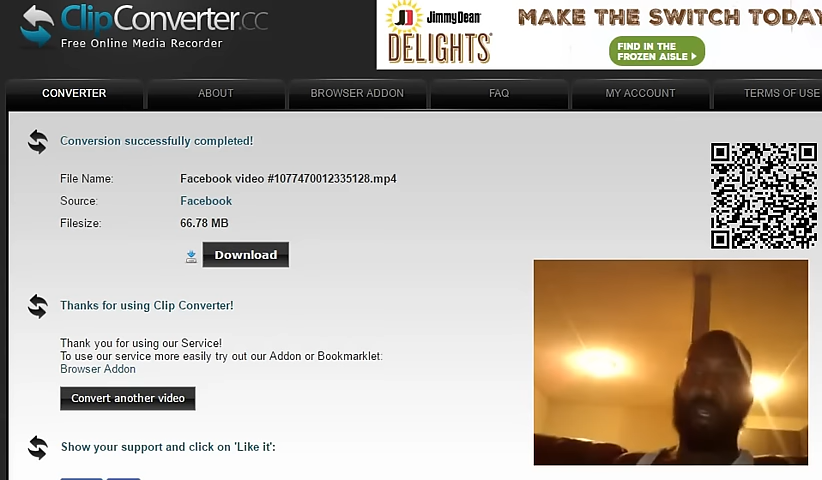 ClipConverter.cc
Free Online Media Recorder
JimmyDean
DELIGHTS
MAKE THE SWITCH TODAY
FIND IN THE
FROZEN AISLE
CONVERTER
ABOUT
BROWSER ADDON
FAQ
MY ACCOUNT
TERMS OF USE
Conversion successfully completed!
File Name: Facebook video #1077470012335128.mp4
Source: Facebook
Filesize: 66.78 MB
Download
Thanks for using Clip Converter!
Thank you for using our Service!
To use our service more easily try out our Addon or Bookmarklet:
Browser Addon
Convert another video
Show your support and click on 'Like it':